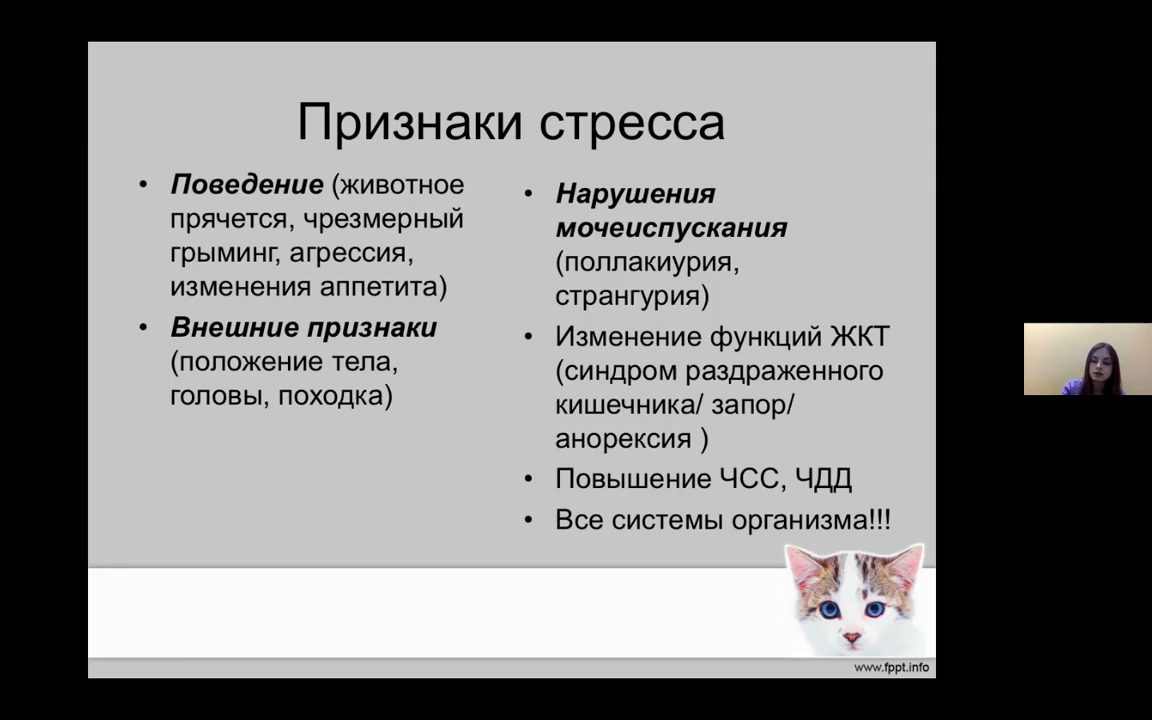 Признаки стресса
• Поведение (животное
прячется, чрезмерный
грыминг, агрессия,
изменения аппетита)
• Внешние признаки
(положение тела,
головы, походка)
• Нарушения
мочеиспускания
(поллакиурия,
странгурия)
• Изменение функций ЖКТ
(синдром раздраженного
кишечника/ запор/
анорексия )
• Повышение ЧСС, ЧДД
• Все системы организма!!!
www.fppt.info